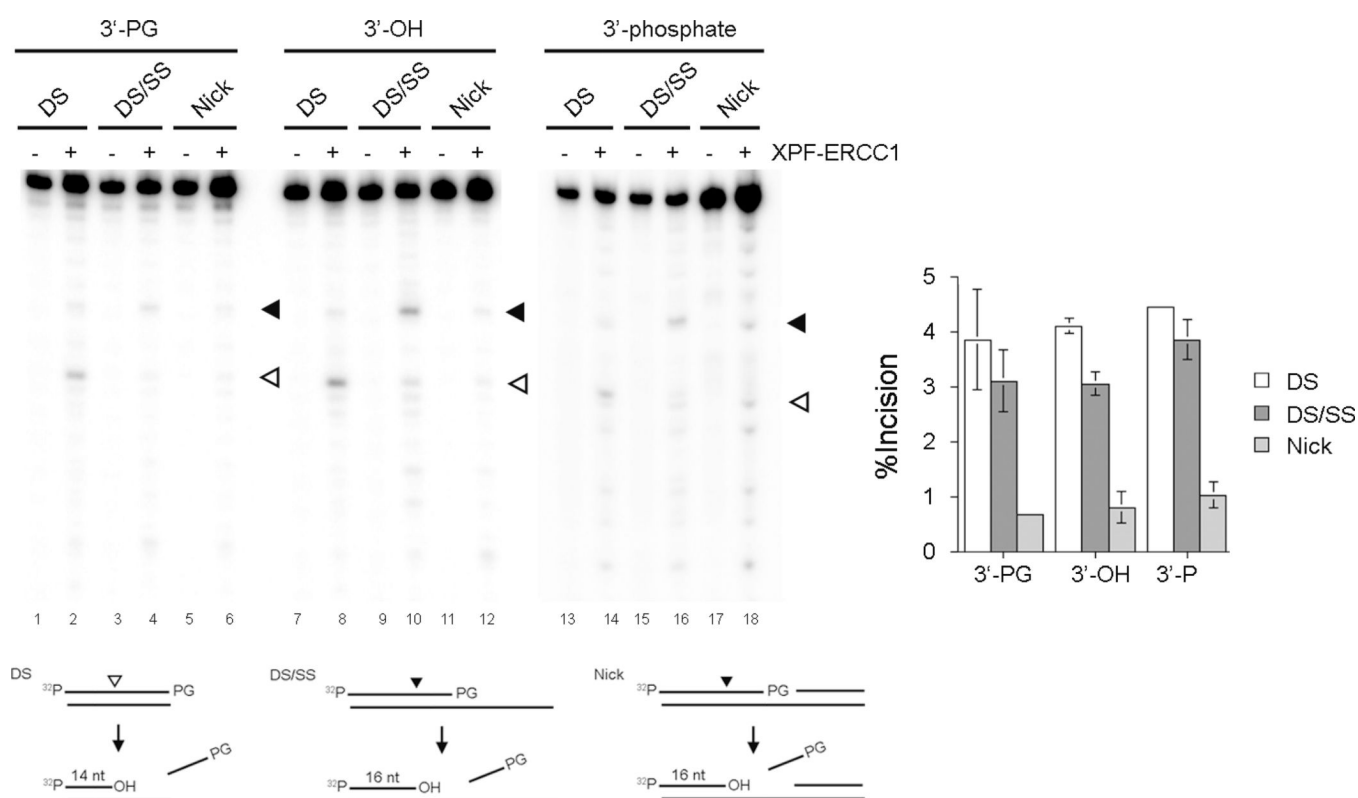 3‘-PG 3‘-OH 3‘-phosphate
DS DS/SS Nick DS DS/SS Nick DS DS/SS Nick
- + - + - + - + - + - + - + - + - + XPF-ERCC1
5
4
3
2
1
0
%Incision
DS
DS/SS
Nick
3‘-PG 3‘-OH 3‘-P
1 2 3 4 5 6 7 8 9 10 11 12 13 14 15 16 17 18
DS DS/SS Nick
32P PG 32P PG 32P PG
PG PG PG
32P 14 nt OH 32P 16 nt OH 32P 16 nt OH